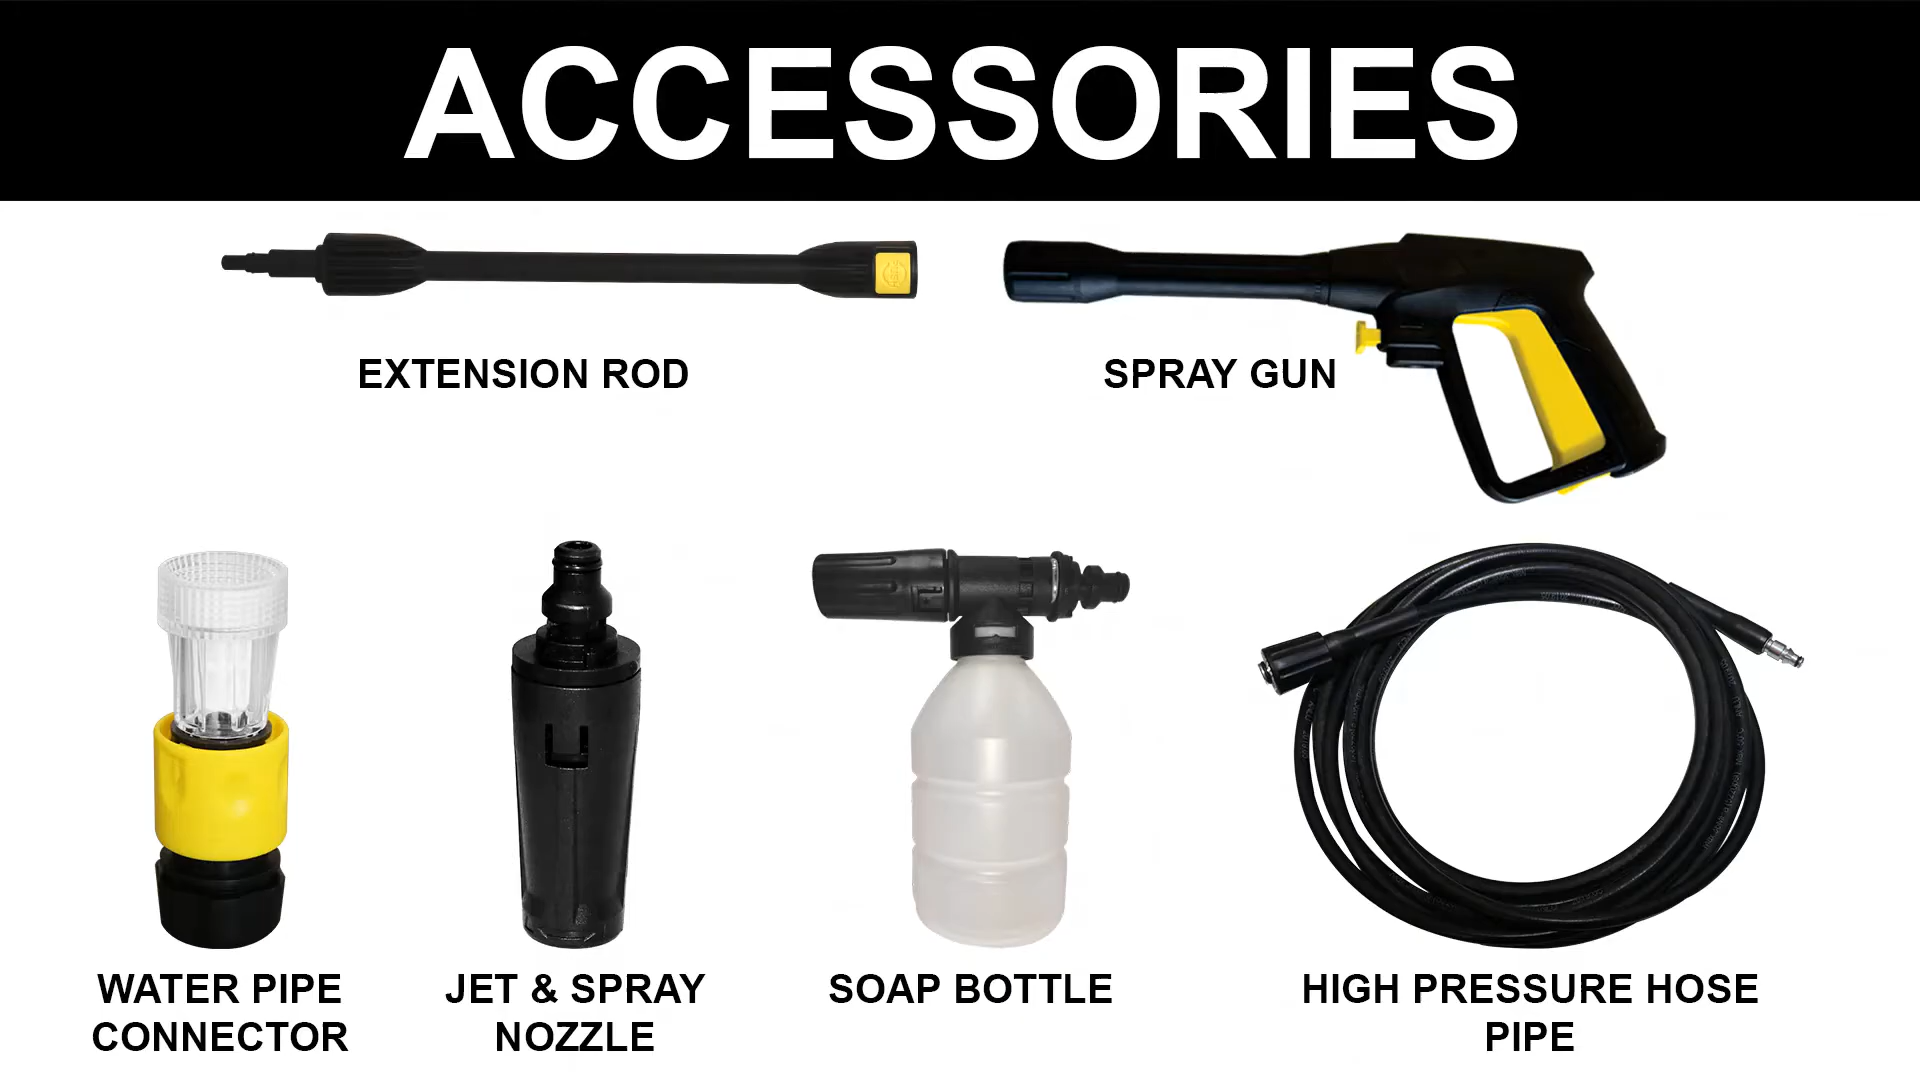 ACCESSORIES
EXTENSION ROD
SPRAY GUN
WATER PIPE
CONNECTOR
JET & SPRAY
NOZZLE
SOAP BOTTLE
HIGH PRESSURE HOSE
PIPE